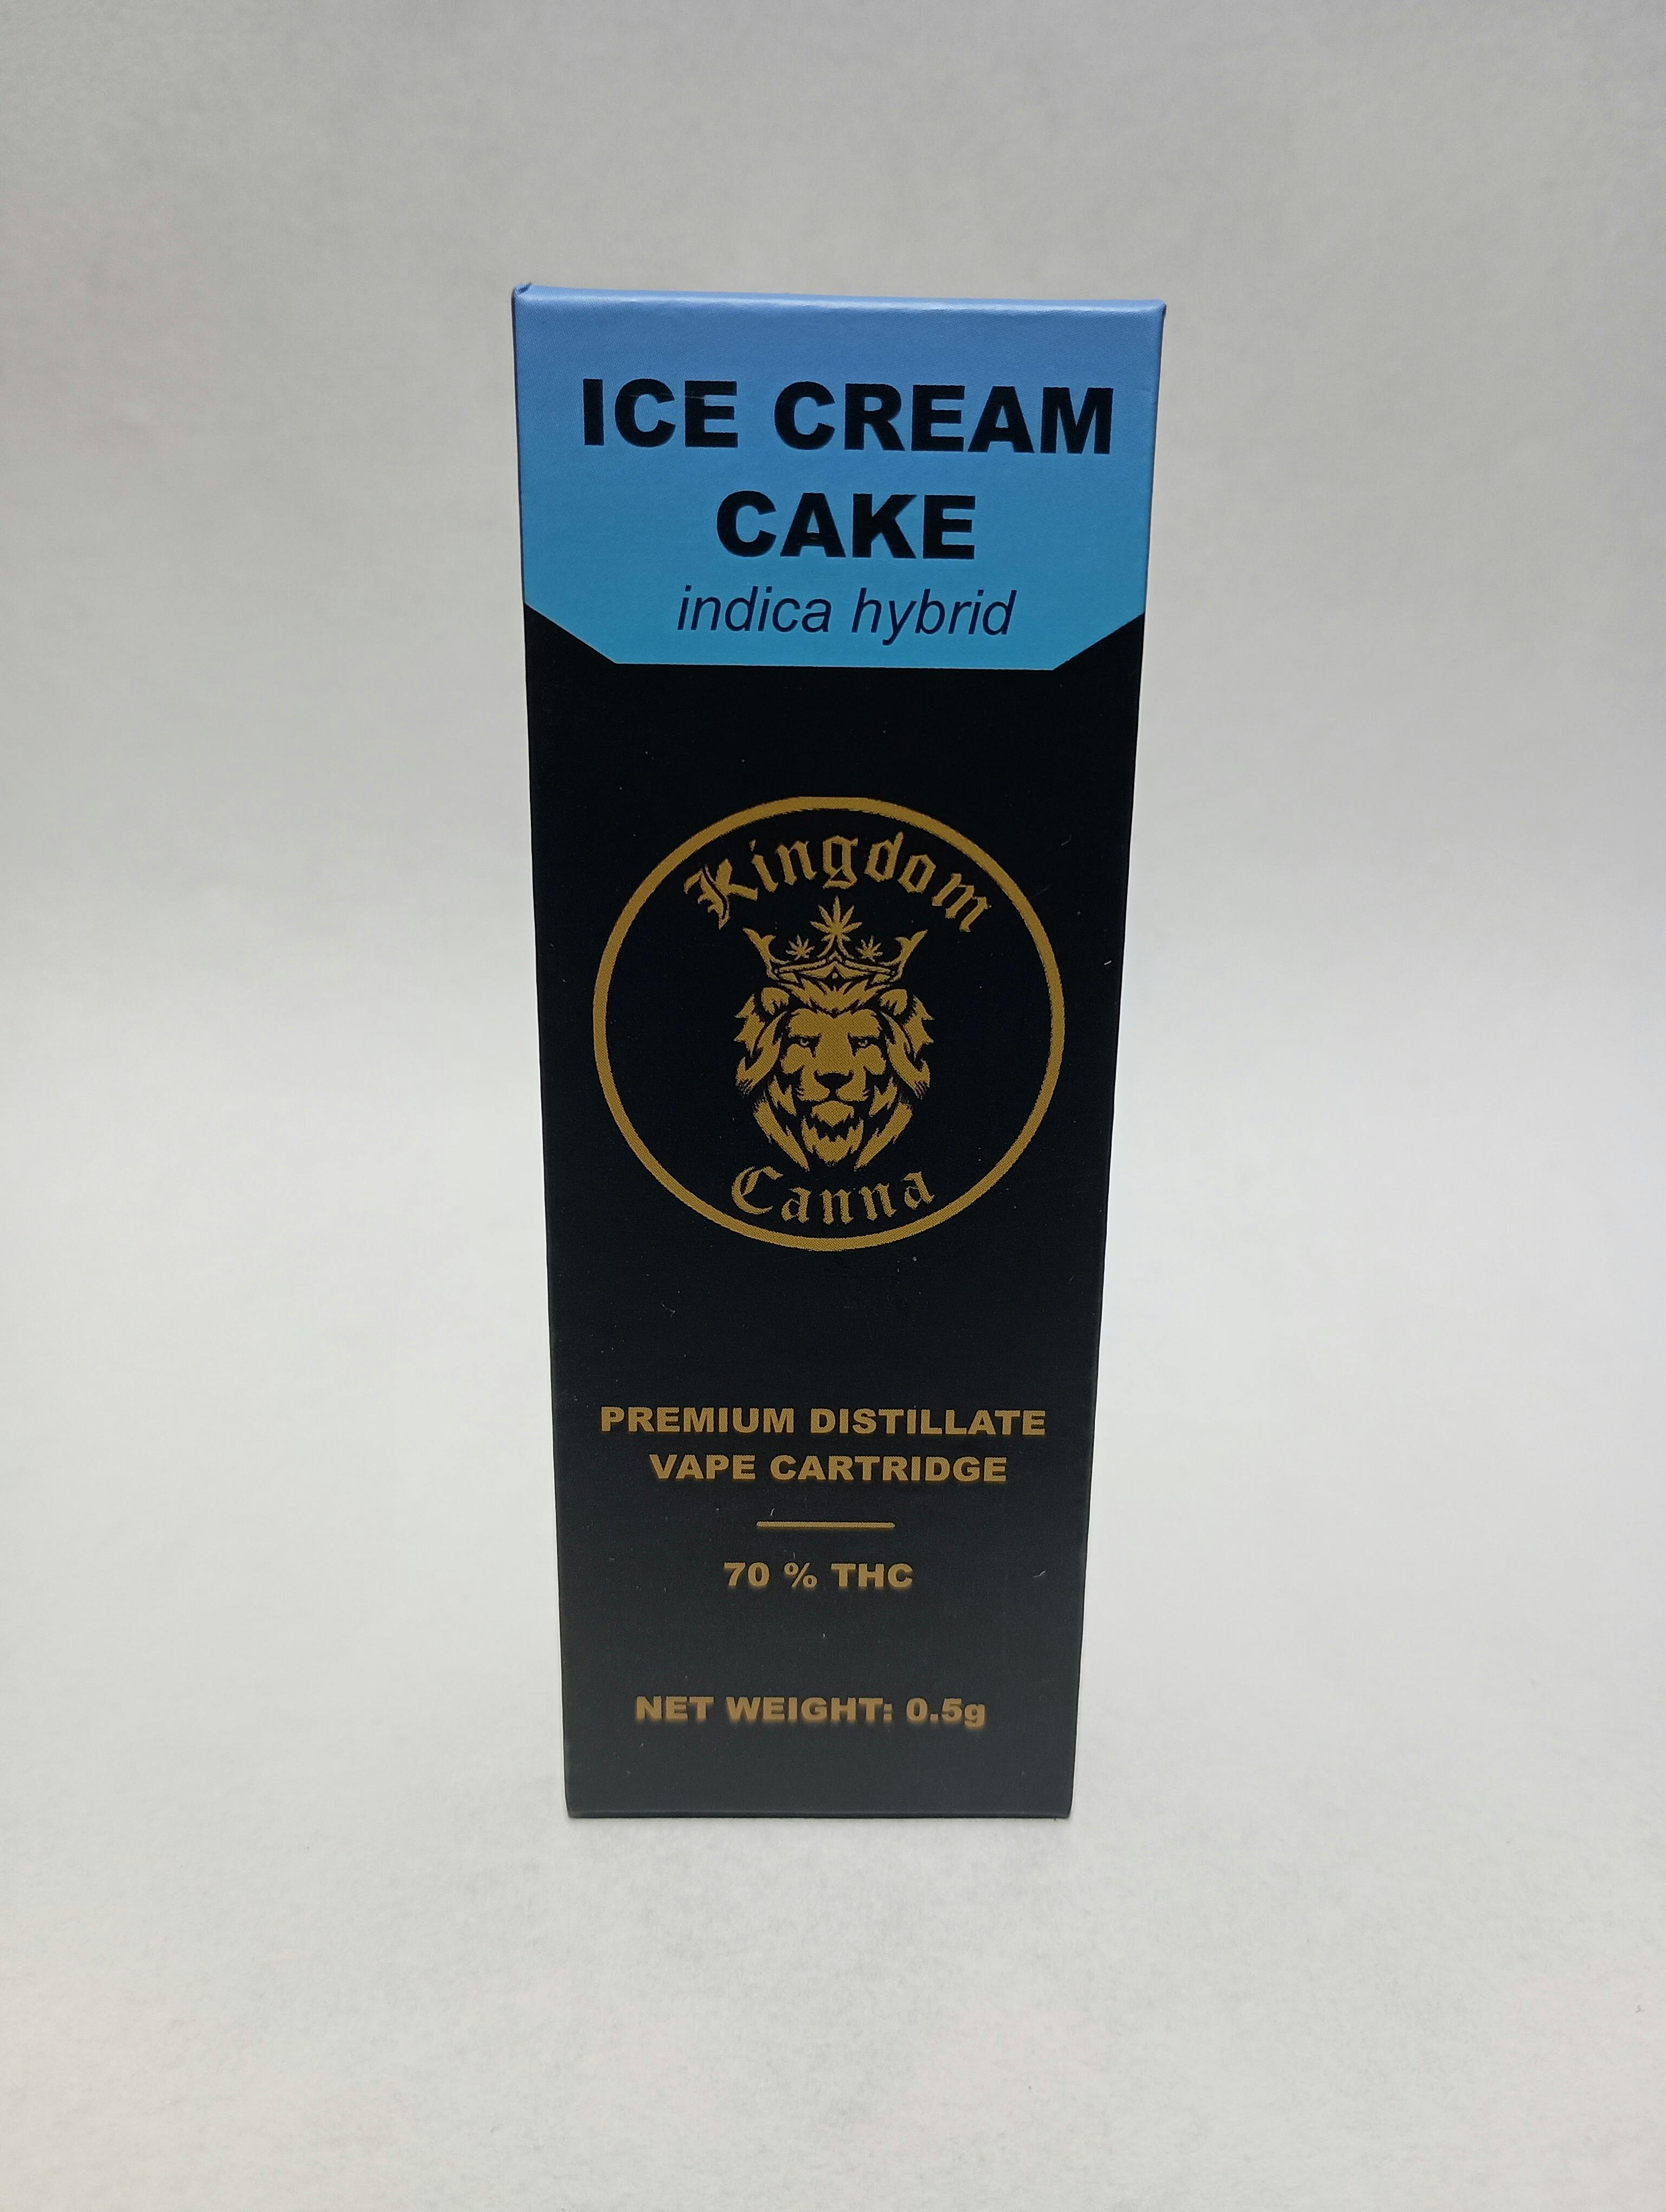 ICE CREAM
CAKE
indica hybrid
Kingdom
Canna
PREMIUM DISTILLATE
VAPE CARTRIDGE
70 % THC
NET WEIGHT: 0.5g